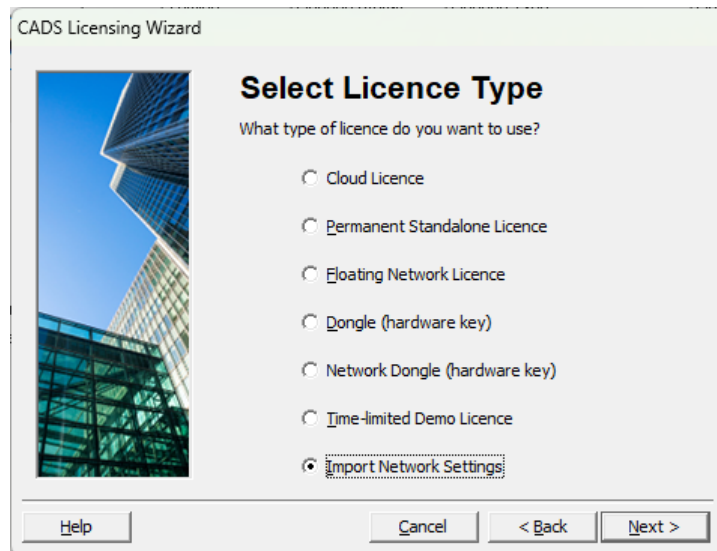 CADS Licensing Wizard
Select Licence Type
What type of licence do you want to use?
Cloud Licence
Permanent Standalone Licence
Floating Network Licence
Dongle (hardware key)
Network Dongle (hardware key)
Time-limited Demo Licence
Import Network Settings
Help Cancel < Back Next >